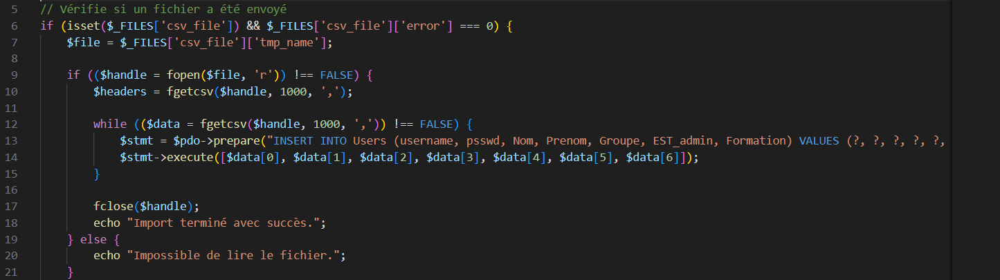 5 // Vérifie si un fichier a été envoyé
6 if (isset($_FILES['csv_file']) && $_FILES['csv_file']['error'] === 0) {
7     $file = $_FILES['csv_file']['tmp_name'];
8
9     if (($handle = fopen($file, 'r')) !== FALSE) {
10         $headers = fgetcsv($handle, 1000, ',');
11
12         while (($data = fgetcsv($handle, 1000, ',')) !== FALSE) {
13             $stmt = $pdo->prepare("INSERT INTO Users (username, psswd, Nom, Prenom, Groupe, EST_admin, Formation) VALUES (?, ?, ?, ?, ?,
14             $stmt->execute([$data[0], $data[1], $data[2], $data[3], $data[4], $data[5], $data[6]]);
15         }
16
17         fclose($handle);
18         echo "Import terminé avec succès.";
19     } else {
20         echo "Impossible de lire le fichier.";
21     }